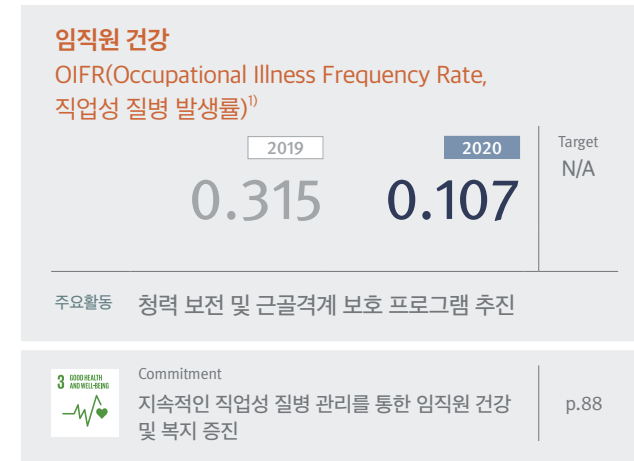 임직원 건강
OIFR(Occupational Illness Frequency Rate,
직업성 질병 발생률)¹⁾
2019
2020
Target
0.315
0.107
N/A
주요활동
청력 보전 및 근골격계 보호 프로그램 추진
3 GOOD HEALTH
AND WELL-BEING
Commitment
지속적인 직업성 질병 관리를 통한 임직원 건강
및 복지 증진
p.88